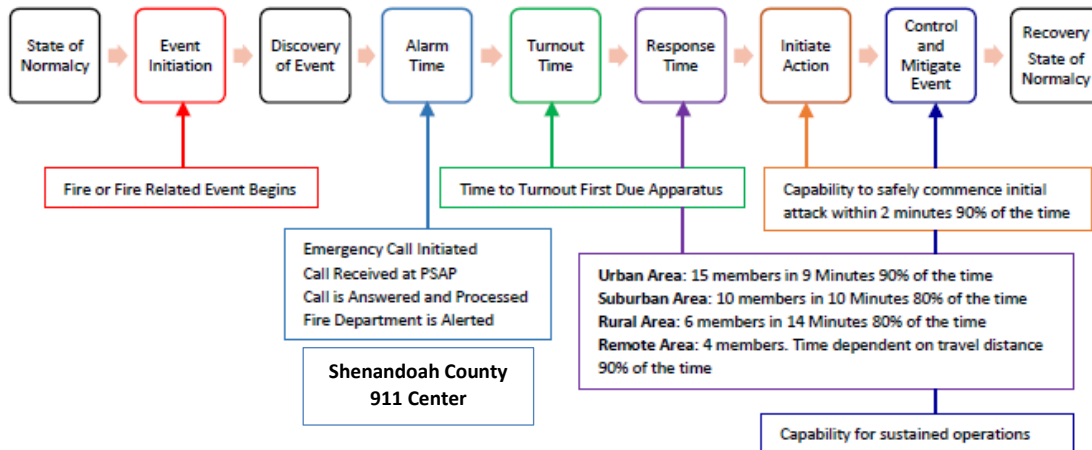 State of
Normalcy
Event
Initiation
Discovery
of Event
Alarm
Time
Turnout
Time
Response
Time
Initiate
Action
Control
and
Mitigate
Event
Recovery
State of
Normalcy
Fire or Fire Related Event Begins
Time to Turnout First Due Apparatus
Capability to safely commence initial
attack within 2 minutes 90% of the time
Emergency Call Initiated
Call Received at PSAP
Call is Answered and Processed
Fire Department is Alerted
Urban Area: 15 members in 9 Minutes 90% of the time
Suburban Area: 10 members in 10 Minutes 80% of the time
Rural Area: 6 members in 14 Minutes 80% of the time
Remote Area: 4 members. Time dependent on travel distance
90% of the time
Shenandoah County
911 Center
Capability for sustained operations